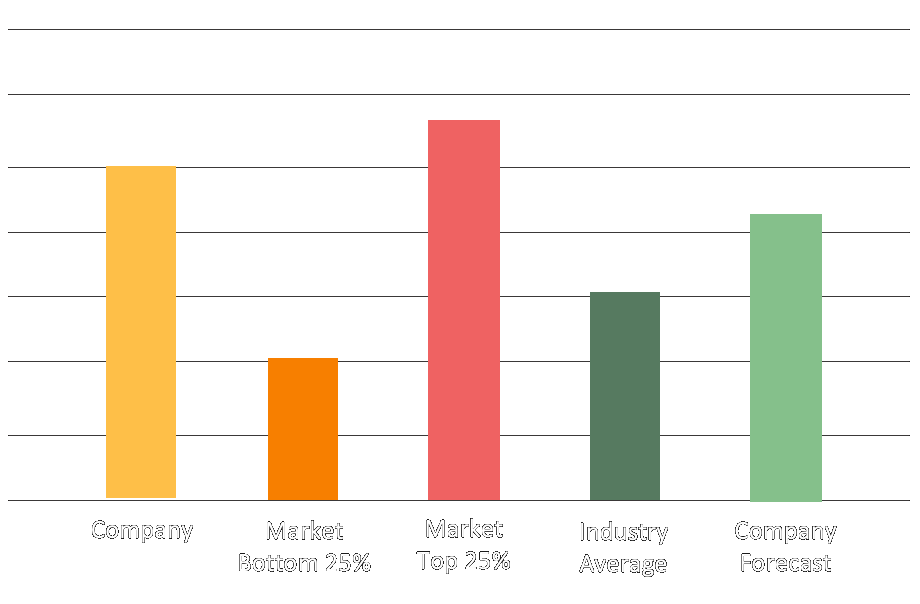 Company
Market
Bottom 25%
Market
Top 25%
Industry
Average
Company
Forecast